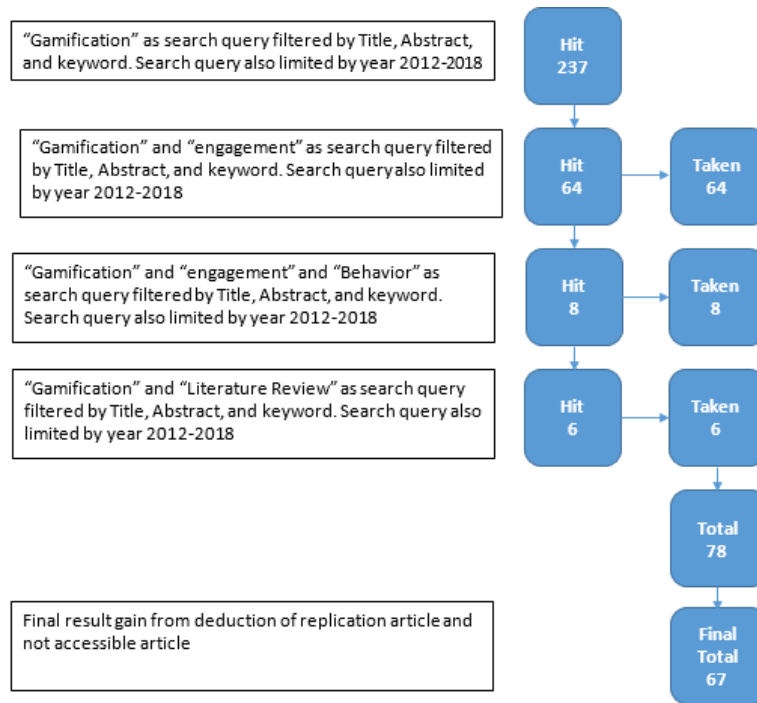 “Gamification” as search query filtered by Title, Abstract,
and keyword. Search query also limited by year 2012-2018
Hit
237
“Gamification” and “engagement” as search query filtered
by Title, Abstract, and keyword. Search query also limited
by year 2012-2018
Hit
64
Taken
64
“Gamification” and “engagement” and “Behavior” as
search query filtered by Title, Abstract, and keyword.
Search query also limited by year 2012-2018
Hit
8
Taken
8
“Gamification” and “Literature Review” as search query
filtered by Title, Abstract, and keyword. Search query also
limited by year 2012-2018
Hit
6
Taken
6
Total
78
Final result gain from deduction of replication article and
not accessible article
Final
Total
67